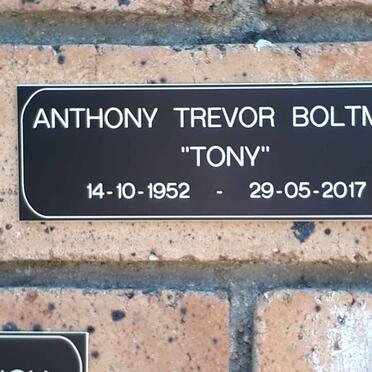 ANTHONY TREVOR
"TONY"
14-10-1952 - 29-05-2017